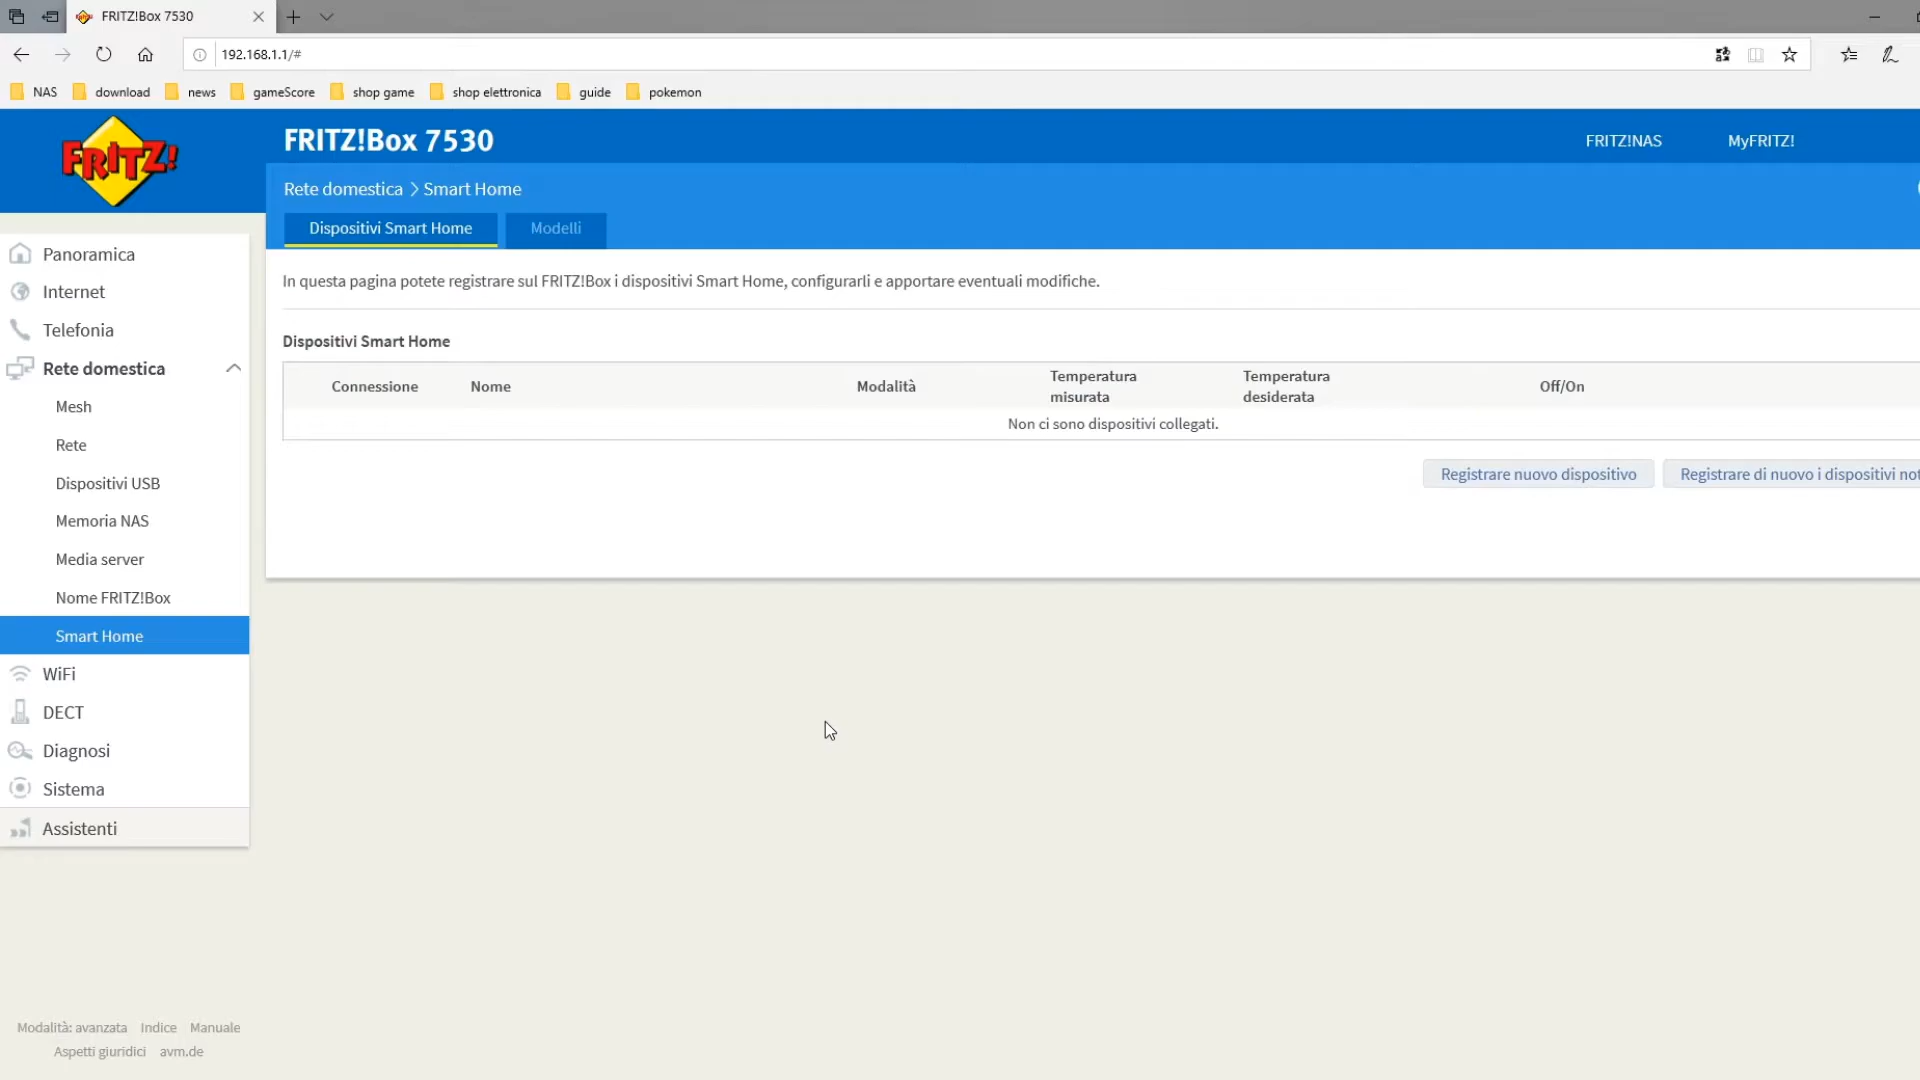 FRITZ!Box 7530
192.168.1.1/#
NAS download news gameScore shop game shop elettronica guide pokemon
FRITZ!
FRITZ!Box 7530
FRITZ!NAS MyFRITZ!
Rete domestica > Smart Home
Dispositivi Smart Home Modelli
Panoramica
Internet
Telefonia
Rete domestica
Mesh
Rete
Dispositivi USB
Memoria NAS
Media server
Nome FRITZ!Box
Smart Home
WiFi
DECT
Diagnosi
Sistema
Assistenti
In questa pagina potete registrare sul FRITZ!Box i dispositivi Smart Home, configurarli e apportare eventuali modifiche.
Dispositivi Smart Home
Connessione Nome Modalità Temperatura misurata Temperatura desiderata Off/On
Non ci sono dispositivi collegati.
Registrare nuovo dispositivo Registrare di nuovo i dispositivi not
Modalità: avanzata Indice Manuale
Aspetti giuridici avm.de